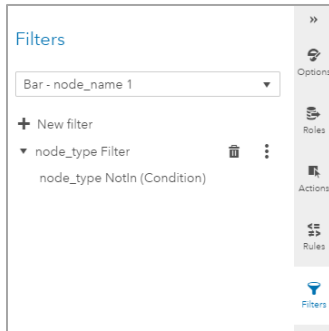 Filters
Bar - node_name 1
New filter
node_type Filter
node_type NotIn (Condition)
Options
Roles
Actions
Rules
Filters